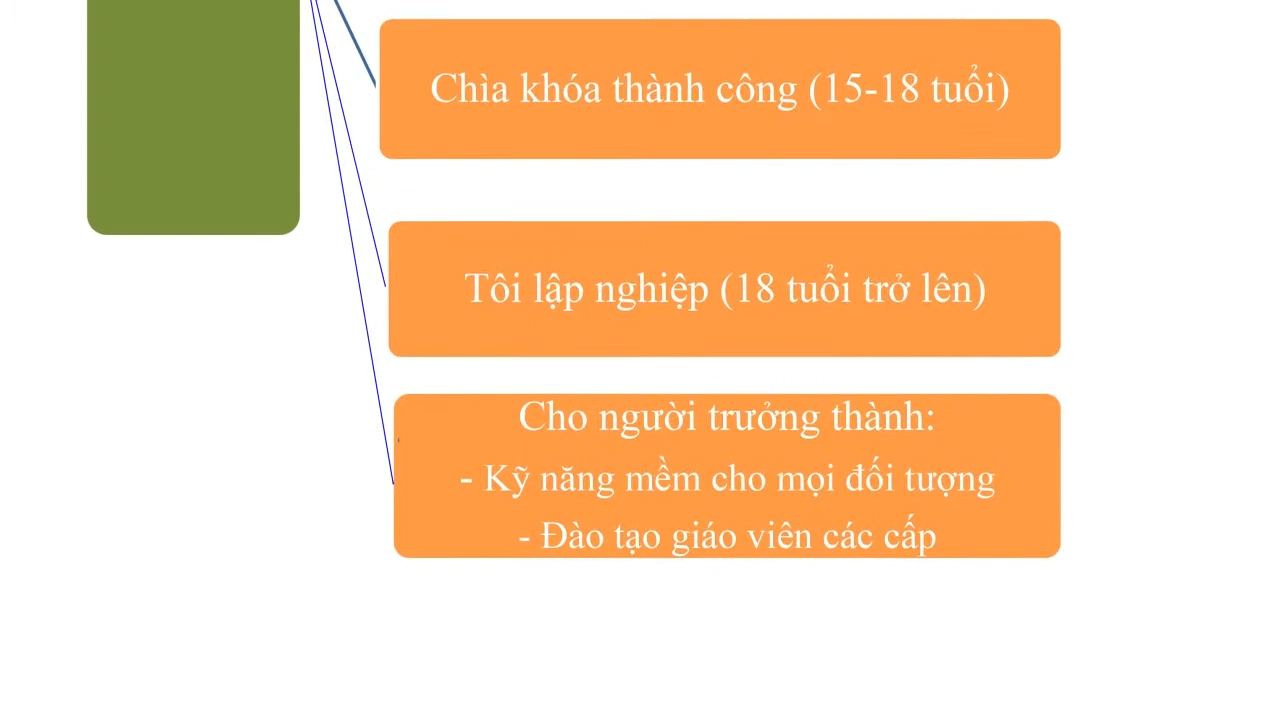 Chìa khóa thành công (15-18 tuổi)
Tôi lập nghiệp (18 tuổi trở lên)
Cho người trưởng thành:
- Kỹ năng mềm cho mọi đối tượng
- Đào tạo giáo viên các cấp